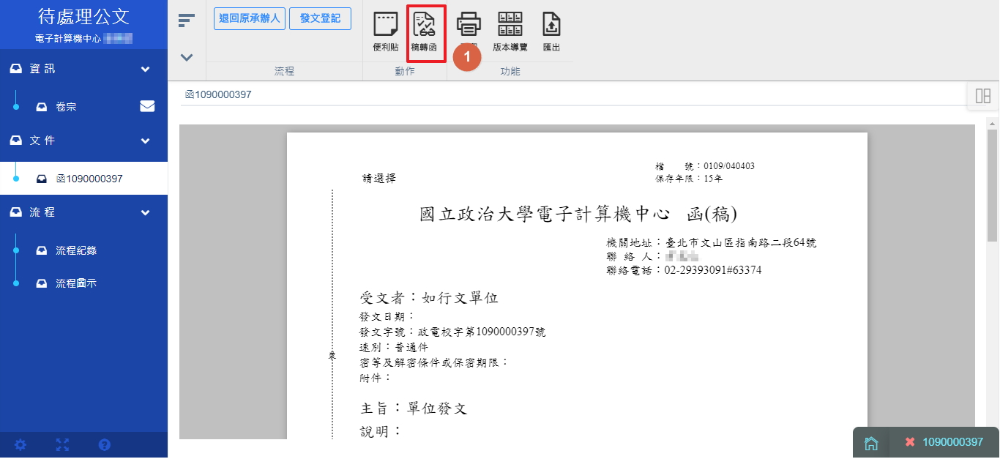 待處理公文
電子計算機中心
資訊
卷宗
文件
函1090000397
流程
流程紀錄
流程圖示
退回原承辦人
發文登記
流程
便利貼
稿轉函
動作
1
版本導覽
匯出
功能
函1090000397
請選擇
檔　　號：0109/040403
保存年限：15年
國立政治大學電子計算機中心 函(稿)
機關地址：臺北市文山區指南路二段64號
聯 絡 人：
聯絡電話：02-29393091#63374
受文者：如行文單位
發文日期：
發文字號：政電校字第1090000397號
速別：普通件
密等及解密條件或保密期限：
附件：
主旨：單位發文
說明：
1090000397